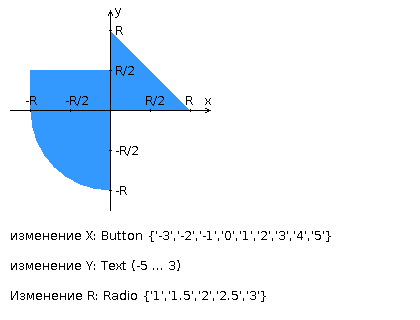 y
R
R/2
-R -R/2 R/2 R x
-R/2
-R
изменение X: Button {'-3','-2','-1','0','1','2','3','4','5'}
изменение Y: Text (-5 ... 3)
Изменение R: Radio {'1','1.5','2','2.5','3'}